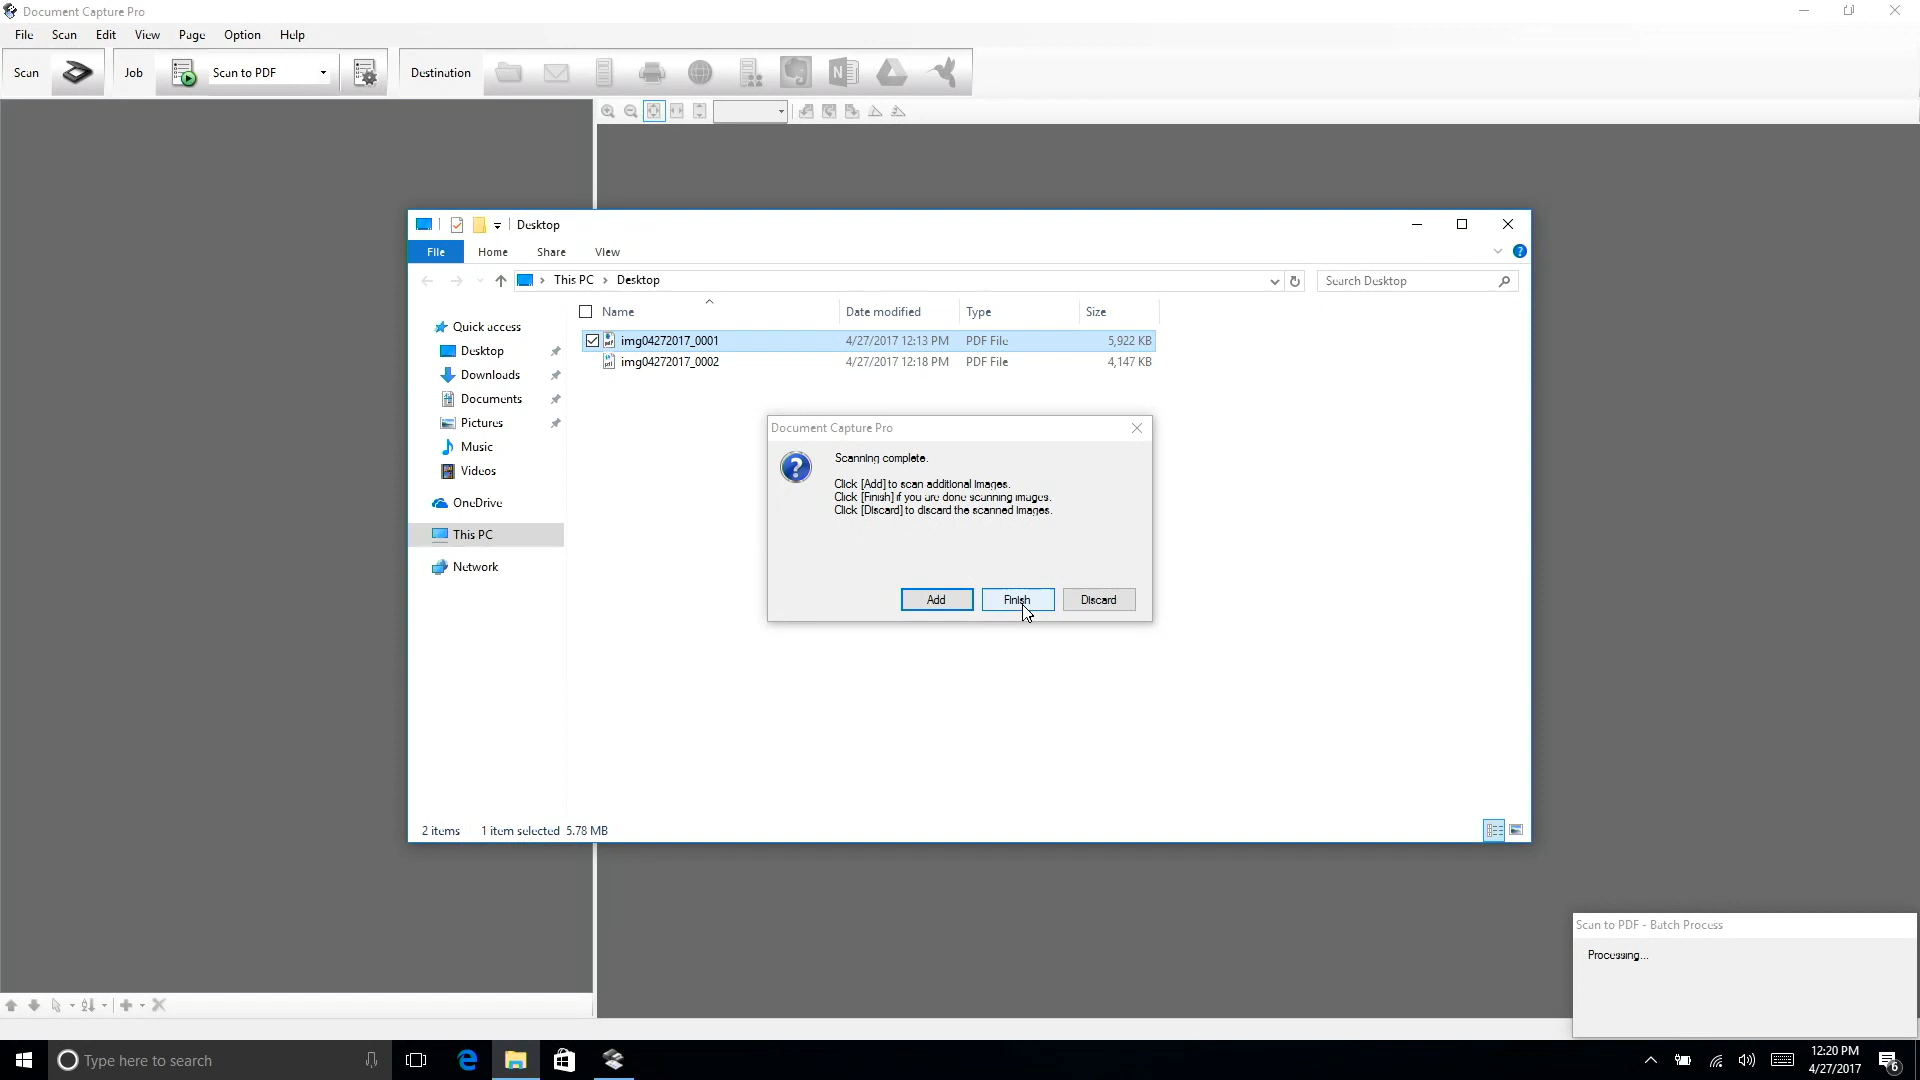 Document Capture Pro
File Scan Edit View Page Option Help
Scan Job Scan to PDF Destination
Desktop
File Home Share View
This PC Desktop Search Desktop
Name Date modified Type Size
img04272017_0001 4/27/2017 12:13 PM PDF File 5,922 KB
img04272017_0002 4/27/2017 12:18 PM PDF File 4,147 KB
Quick access
Desktop
Downloads
Documents
Pictures
Music
Videos
OneDrive
This PC
Network
Document Capture Pro
Scanning complete.
Click [Add] to scan additional images.
Click [Finish] if you are done scanning images.
Click [Discard] to discard the scanned images.
Add Finish Discard
2 items 1 item selected 5.78 MB
Scan to PDF - Batch Process
Processing...
Type here to search
12:20 PM
4/27/2017
6